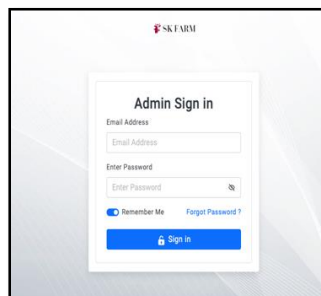 SK FARM
Admin Sign in
Email Address
Email Address
Enter Password
Enter Password
Remember Me Forgot Password ?
Sign in